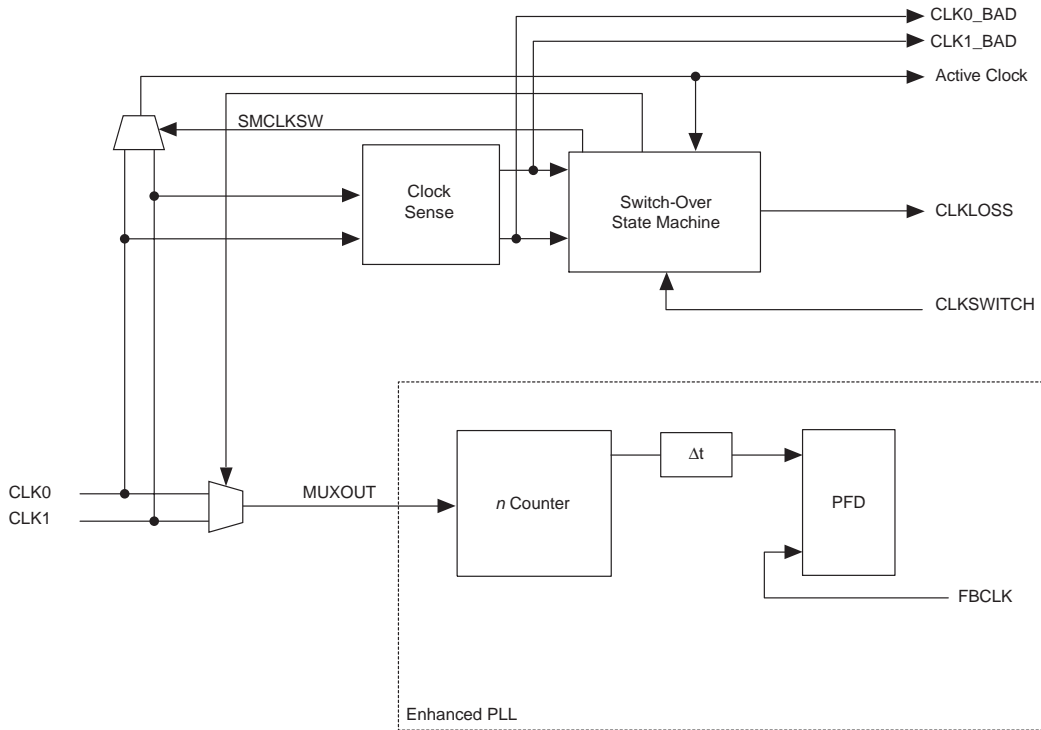 CLK0_BAD
CLK1_BAD
Active Clock
SMCLKSW
Clock
Sense
Switch-Over
State Machine
CLKLOSS
CLKSWITCH
CLK0
CLK1
MUXOUT
n Counter
Δt
PFD
FBCLK
Enhanced PLL